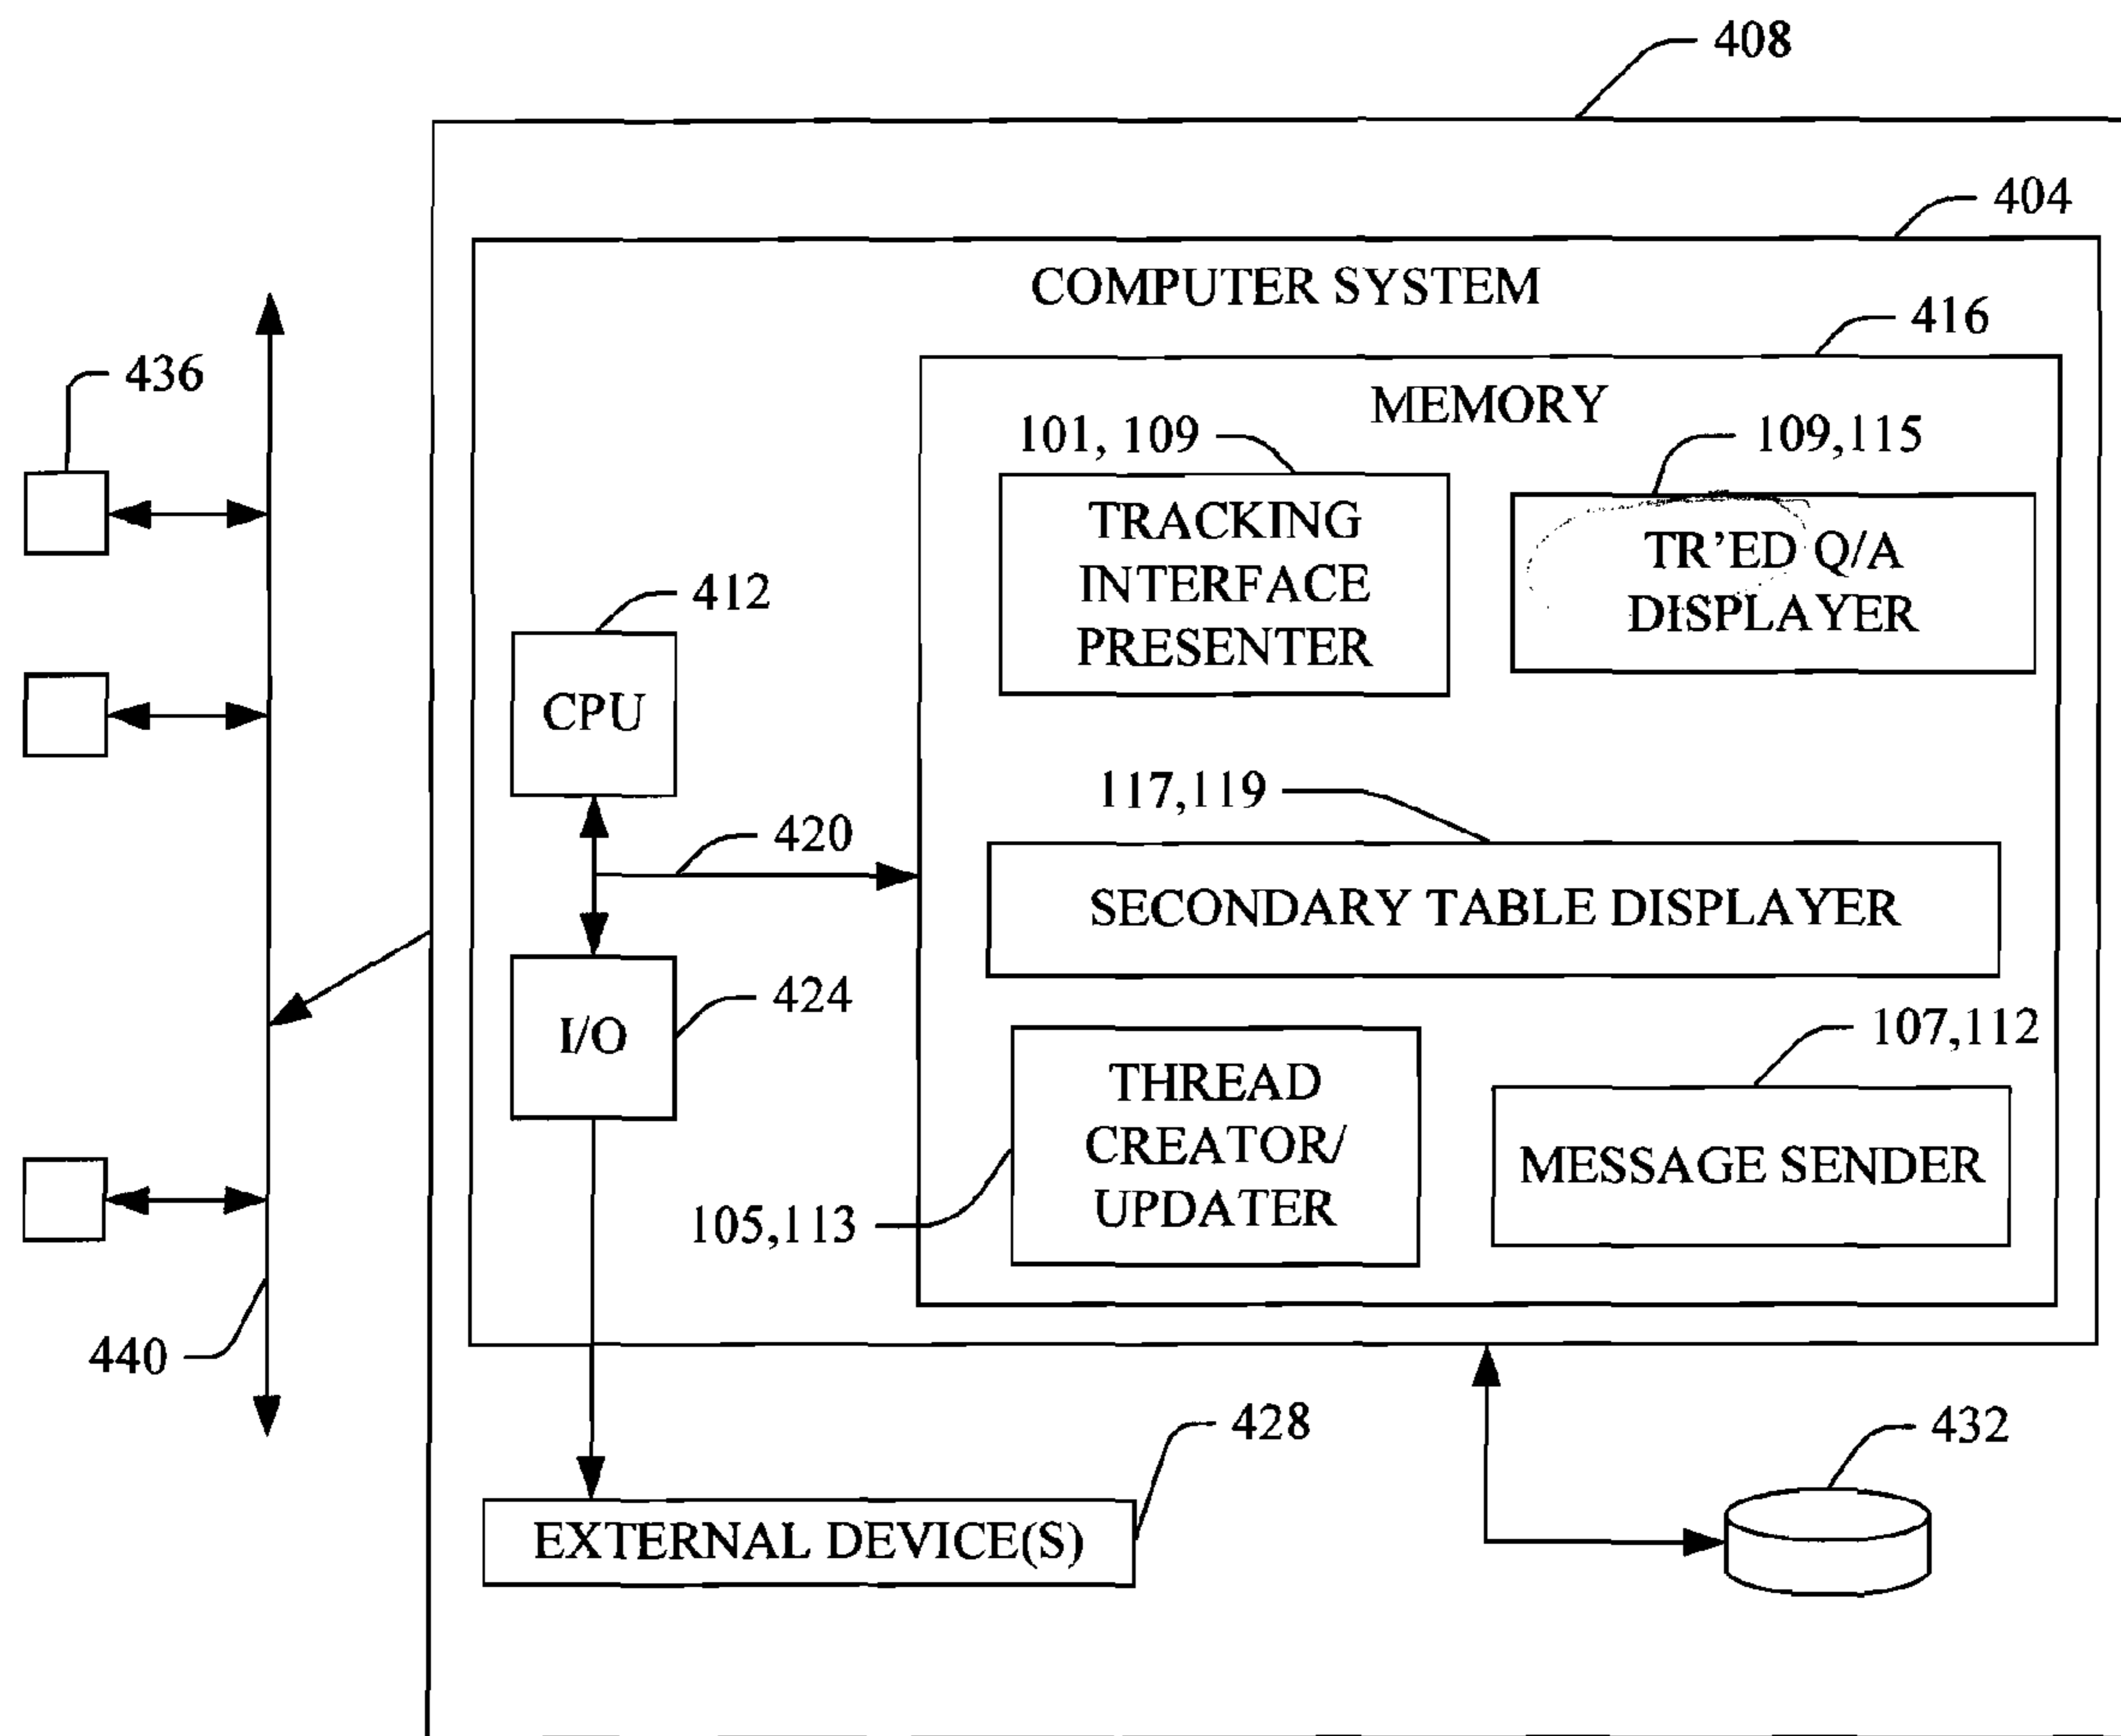 408
404
COMPUTER SYSTEM
416
436
MEMORY
101, 109
109,115
TRACKING
INTERFACE
PRESENTER
TR'ED Q/A
DISPLAYER
412
CPU
117,119
420
SECONDARY TABLE DISPLAYER
424
I/O
107,112
THREAD
CREATOR/
UPDATER
MESSAGE SENDER
105,113
440
428
432
EXTERNAL DEVICE(S)